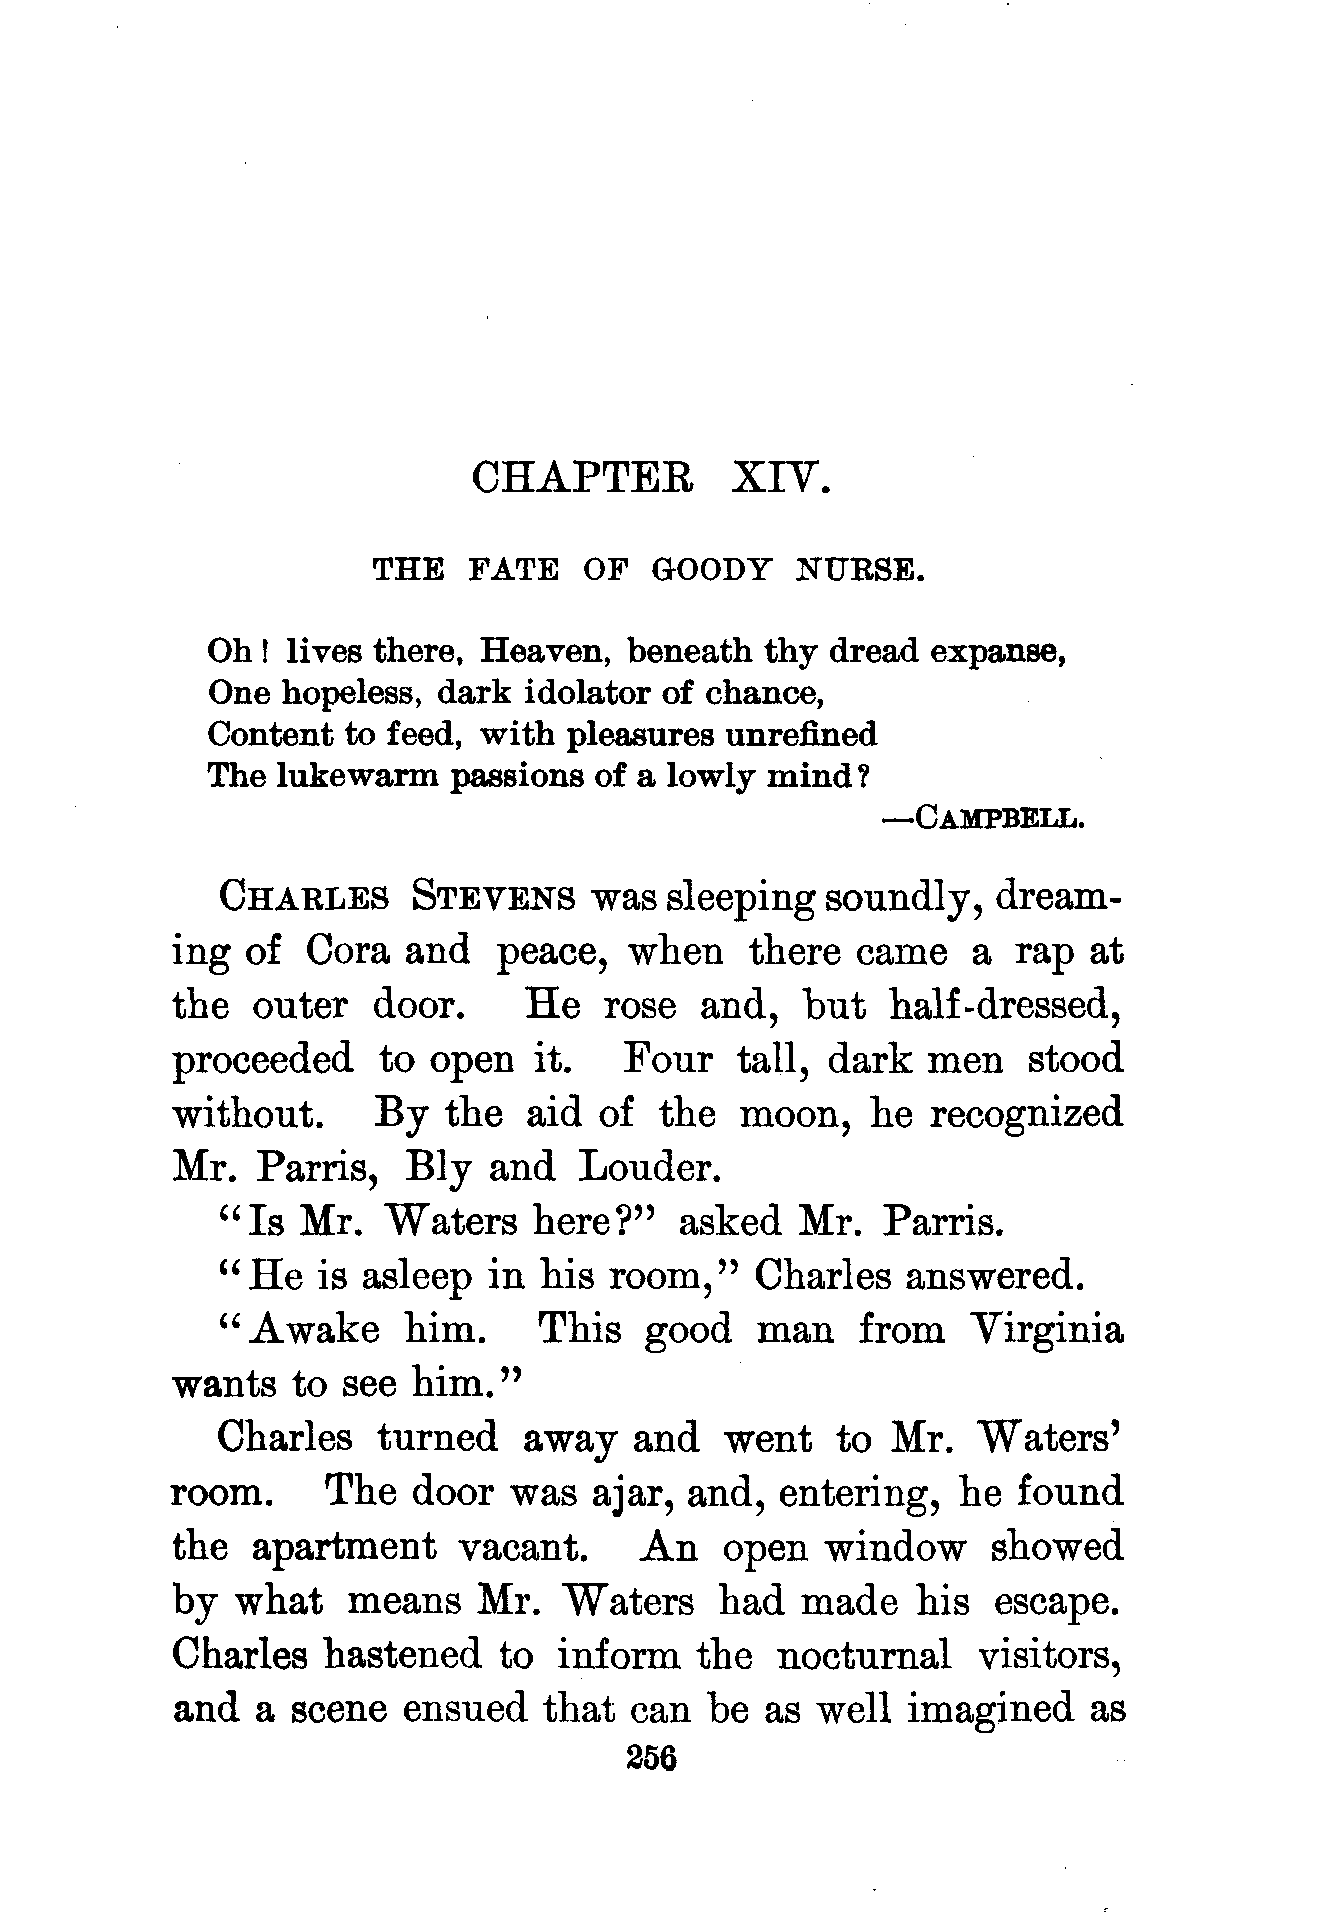 CHAPTER XIV.
THE FATE OF GOODY NURSE.
Oh! lives there, Heaven, beneath thy dread expanse,
One hopeless, dark idolator of chance,
Content to feed, with pleasures unrefined
The lukewarm passions of a lowly mind?
—CAMPBELL.
CHARLES STEVENS was sleeping soundly, dream-
ing of Cora and peace, when there came a rap at
the outer door. He rose and, but half-dressed,
proceeded to open it. Four tall, dark men stood
without. By the aid of the moon, he recognized
Mr. Parris, Bly and Louder.
"Is Mr. Waters here?" asked Mr. Parris.
"He is asleep in his room," Charles answered.
"Awake him. This good man from Virginia
wants to see him."
Charles turned away and went to Mr. Waters'
room. The door was ajar, and, entering, he found
the apartment vacant. An open window showed
by what means Mr. Waters had made his escape.
Charles hastened to inform the nocturnal visitors,
and a scene ensued that can be as well imagined as
256